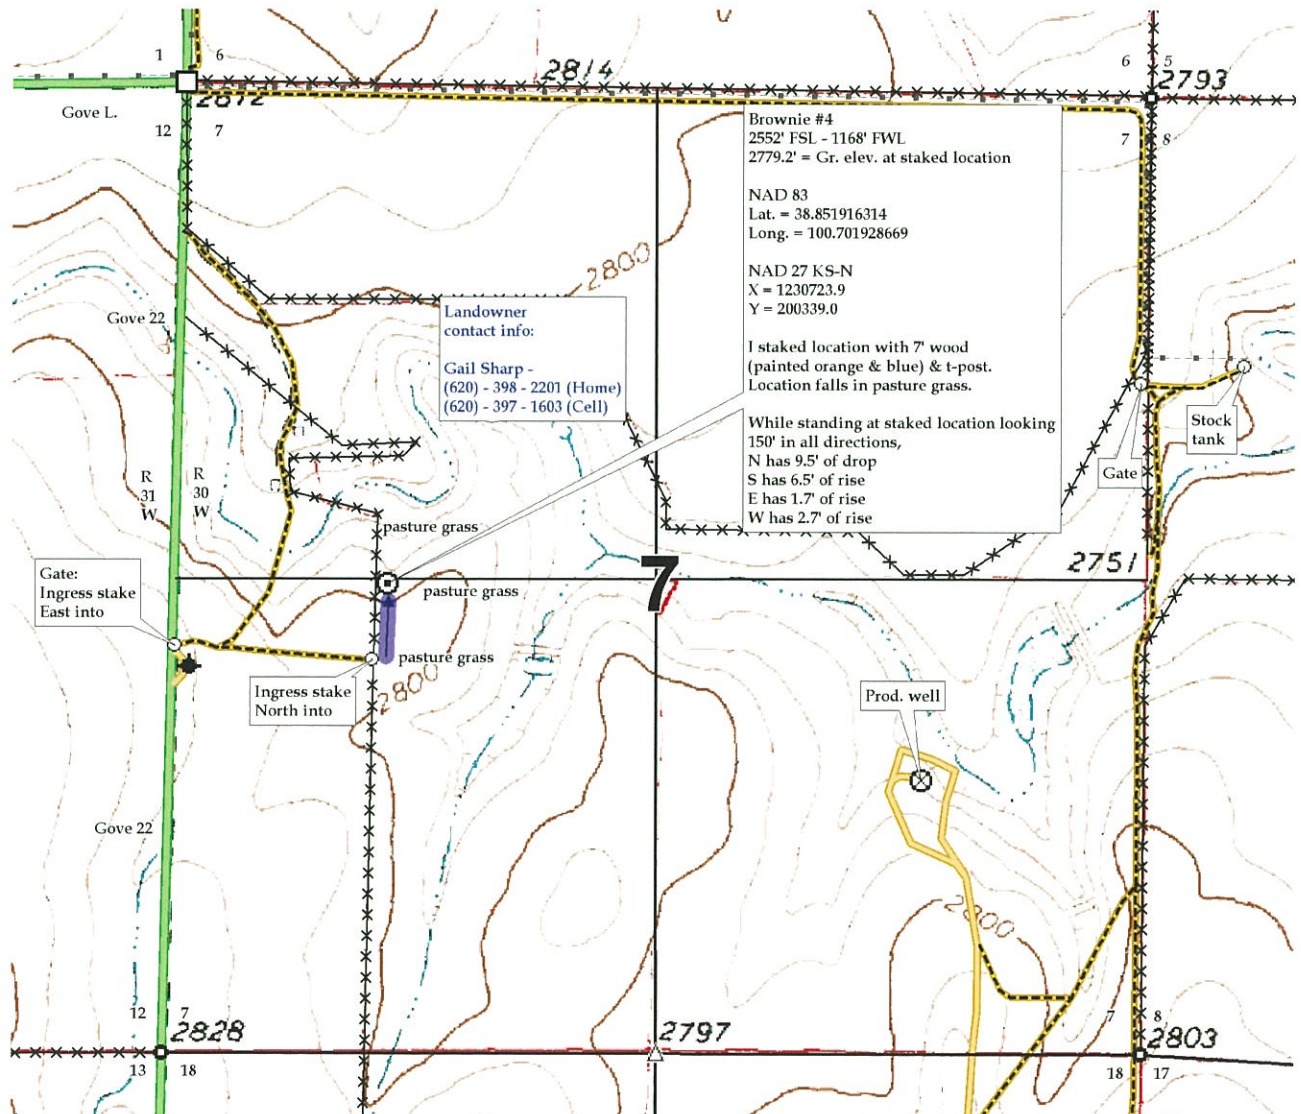 1
6
2814
6
5
2793
Gove L.
2812
12
7
7
8
Brownie #4
2552' FSL - 1168' FWL
2779.2' = Gr. elev. at staked location
NAD 83
Lat. = 38.851916314
Long. = 100.701928669
NAD 27 KS-N
X = 1230723.9
Y = 200339.0
I staked location with 7' wood
(painted orange & blue) & t-post.
Location falls in pasture grass.
While standing at staked location looking
150' in all directions,
N has 9.5' of drop
S has 6.5' of rise
E has 1.7' of rise
W has 2.7' of rise
2800
Landowner
contact info:
Gail Sharp -
(620) - 398 - 2201 (Home)
(620) - 397 - 1603 (Cell)
Gove 22
Stock
tank
Gate
R
31
W
R
30
W
pasture grass
2751
7
Gate:
Ingress stake
East into
pasture grass
pasture grass
2800
Ingress stake
North into
Prod. well
Gove 22
2800
12
7
2828
2797
7
8
2803
13
18
18
17